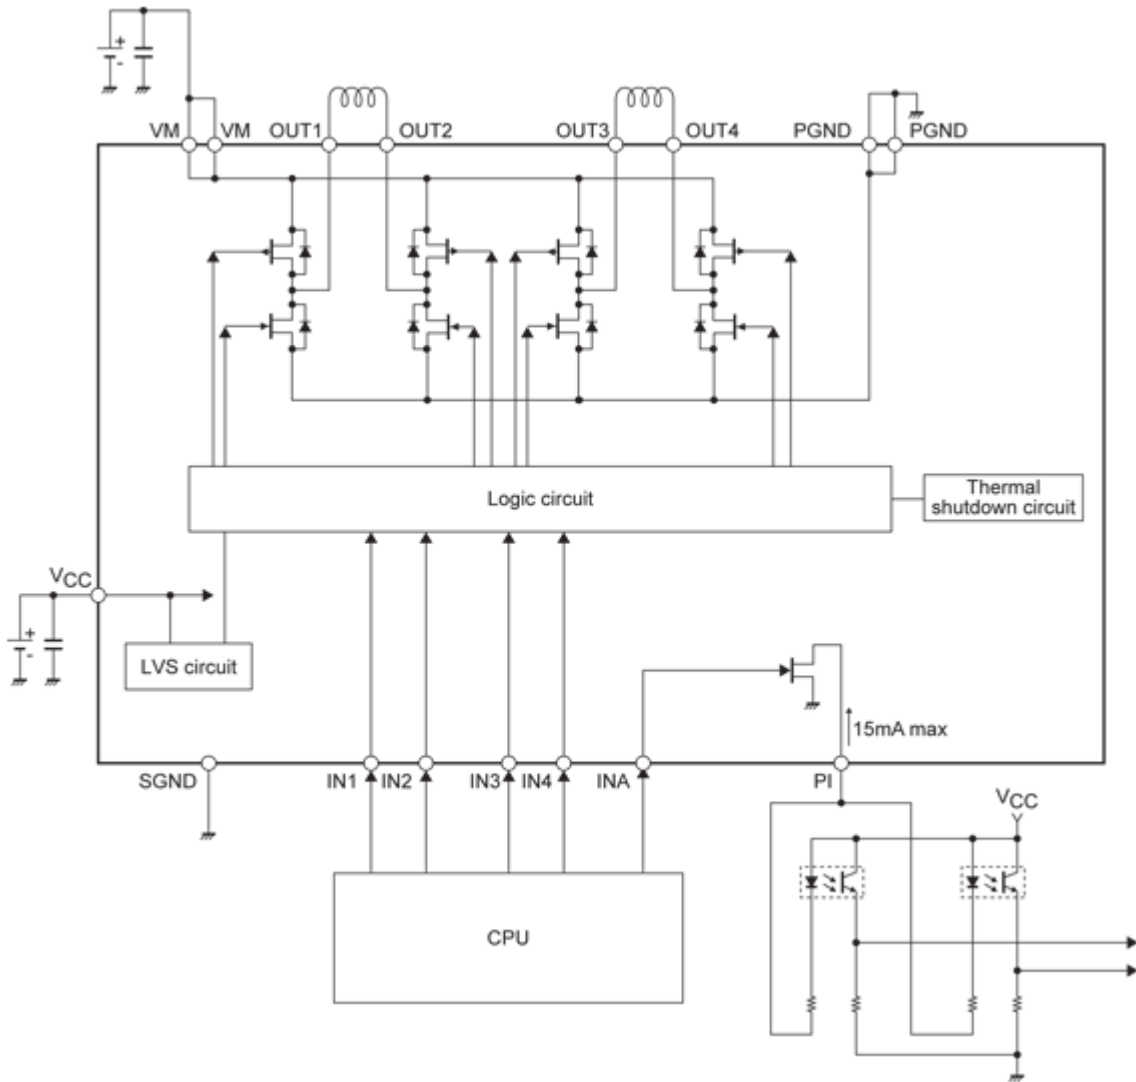 +
-
VM
VM
OUT1
OUT2
OUT3
OUT4
PGND
PGND
Logic circuit
Thermal
shutdown circuit
VCC
+
-
LVS circuit
15mA max
SGND
IN1
IN2
IN3
IN4
INA
PI
VCC
CPU